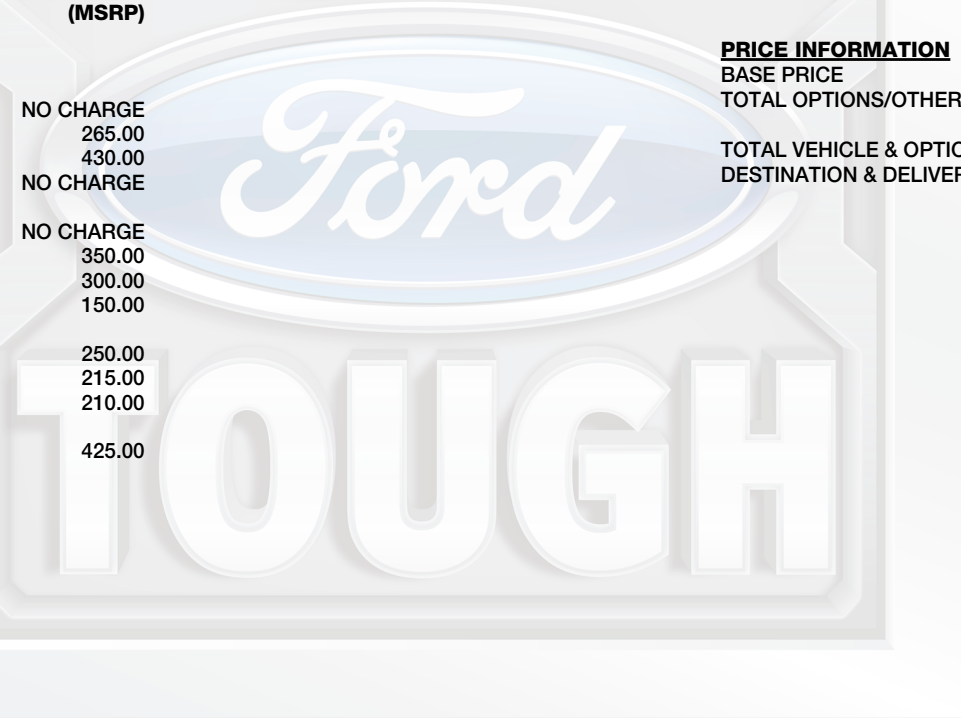 (MSRP)
NO CHARGE
265.00
430.00
NO CHARGE
NO CHARGE
350.00
300.00
150.00
250.00
215.00
210.00
425.00
PRICE INFORMATION
BASE PRICE
TOTAL OPTIONS/OTHER
TOTAL VEHICLE & OPTIO
DESTINATION & DELIVER
Ford
TOUGH